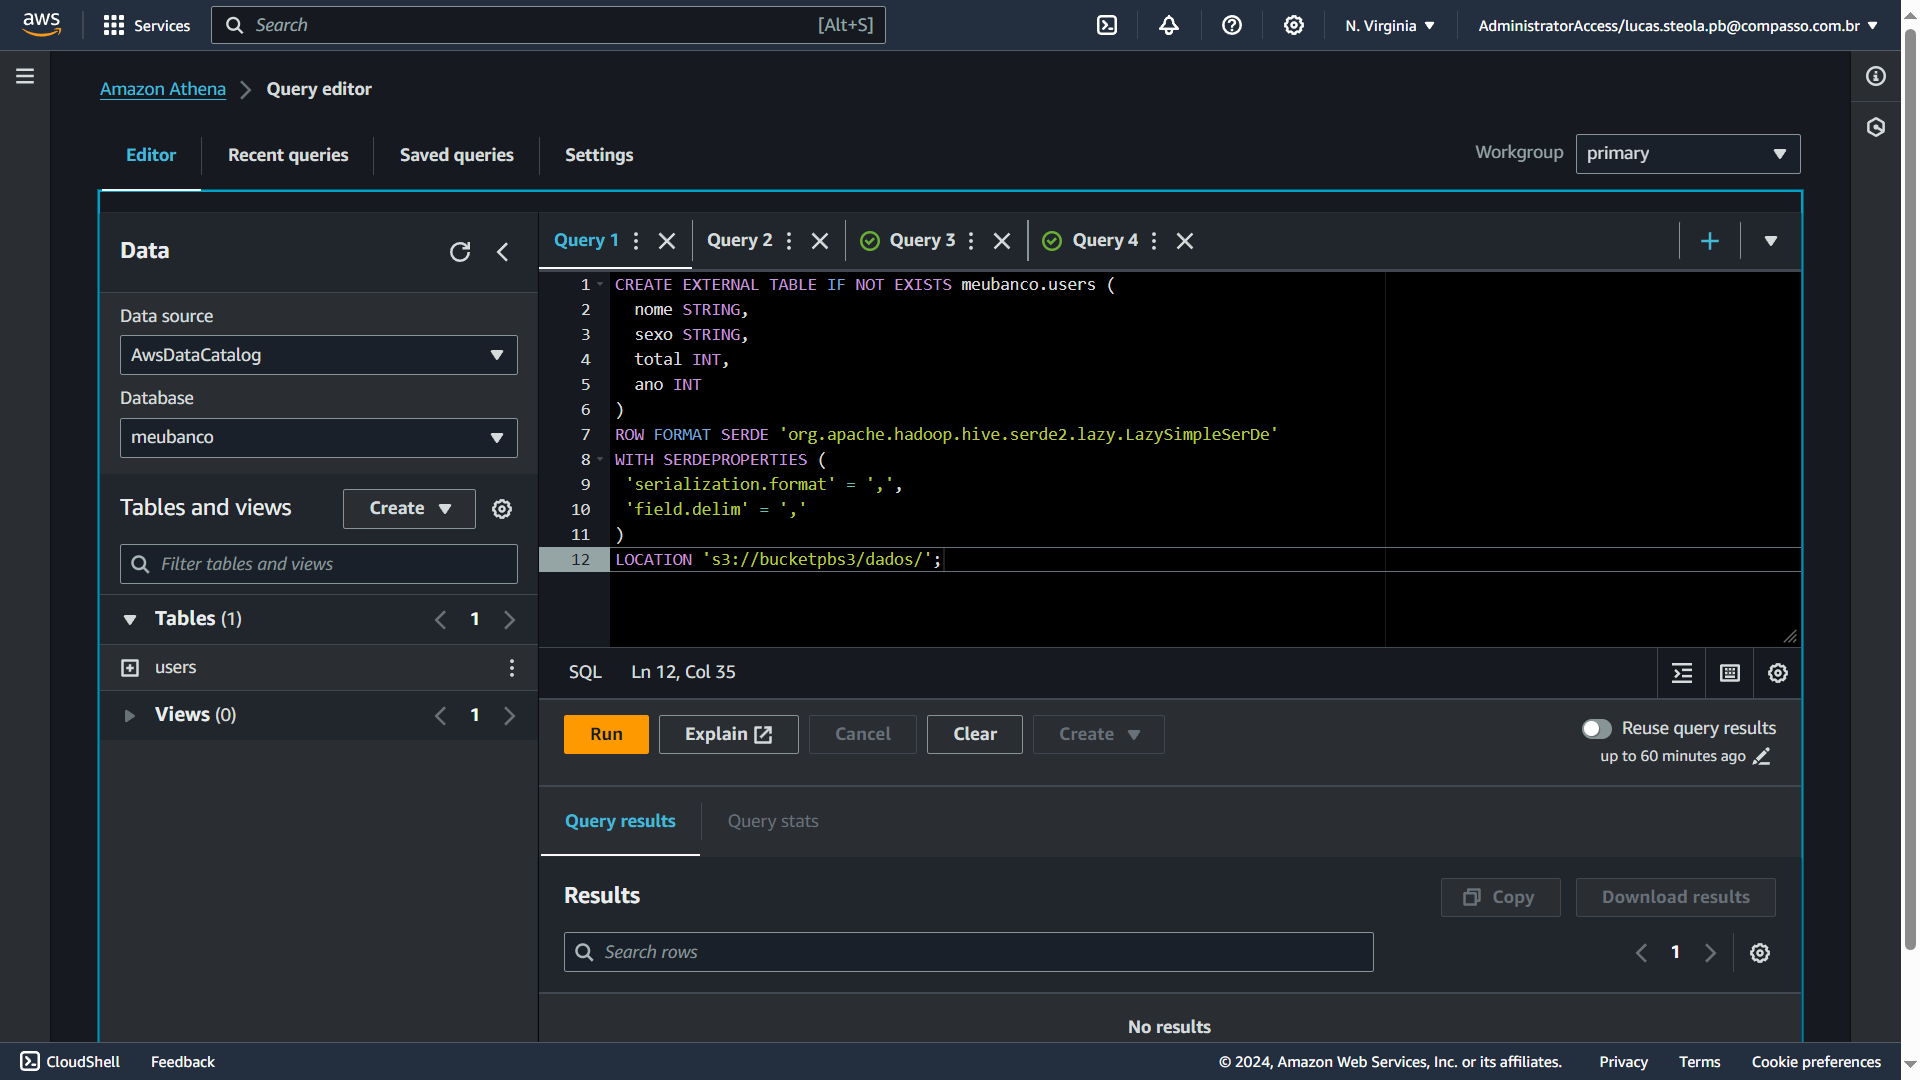 aws
Services
Search
[Alt+S]
N. Virginia
AdministratorAccess/lucas.steola.pb@compasso.com.br
Amazon Athena
Query editor
Editor
Recent queries
Saved queries
Settings
Workgroup
primary
Data
Data source
AwsDataCatalog
Database
meubanco
Tables and views
Create
Filter tables and views
Tables (1)
1
users
Views (0)
1
Query 1
Query 2
Query 3
Query 4
1 CREATE EXTERNAL TABLE IF NOT EXISTS meubanco.users (
2 nome STRING,
3 sexo STRING,
4 total INT,
5 ano INT
6 )
7 ROW FORMAT SERDE 'org.apache.hadoop.hive.serde2.lazy.LazySimpleSerDe'
8 WITH SERDEPROPERTIES (
9 'serialization.format' = ',',
10 'field.delim' = ','
11 )
12 LOCATION 's3://bucketpbs3/dados/';
SQL
Ln 12, Col 35
Run
Explain
Cancel
Clear
Create
Reuse query results
up to 60 minutes ago
Query results
Query stats
Results
Copy
Download results
Search rows
1
No results
CloudShell
Feedback
© 2024, Amazon Web Services, Inc. or its affiliates.
Privacy
Terms
Cookie preferences